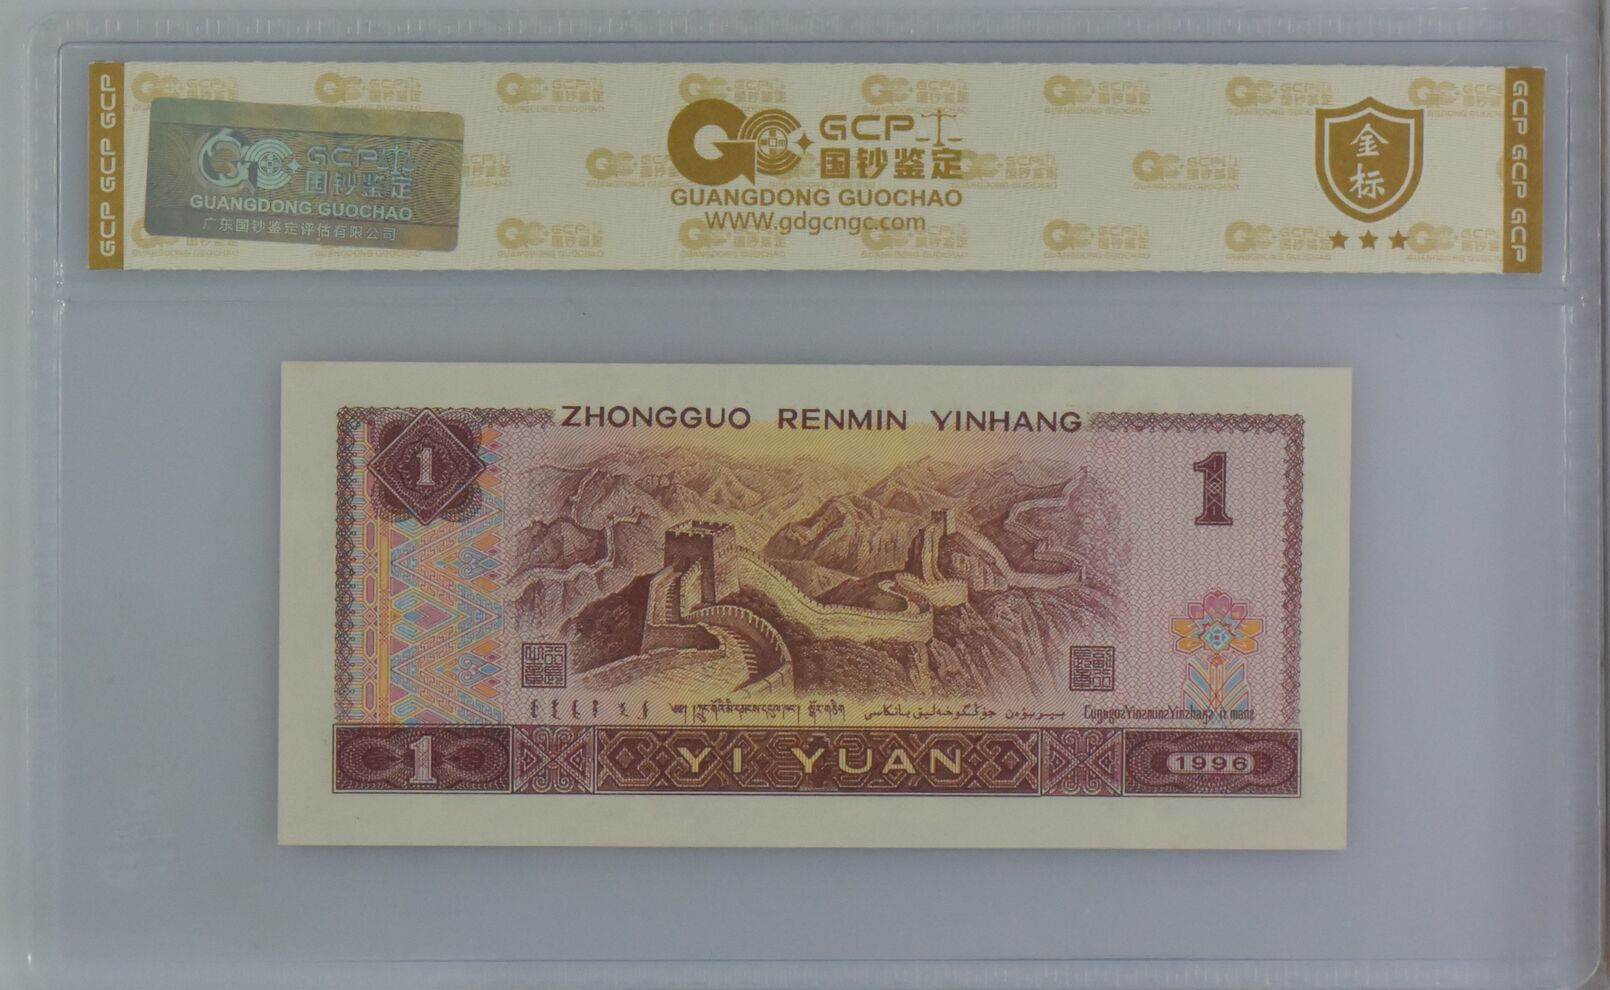 GCP GCP GCP
GCP
国钞鉴定
GUANGDONG GUOCHAO
广东国钞鉴定评估有限公司
GCP
国钞鉴定
GUANGDONG GUOCHAO
WWW.gdgcngc.com
金标
GCP GCP GCP
ZHONGGUO RENMIN YINHANG
1
1
1
YI YUAN
1996